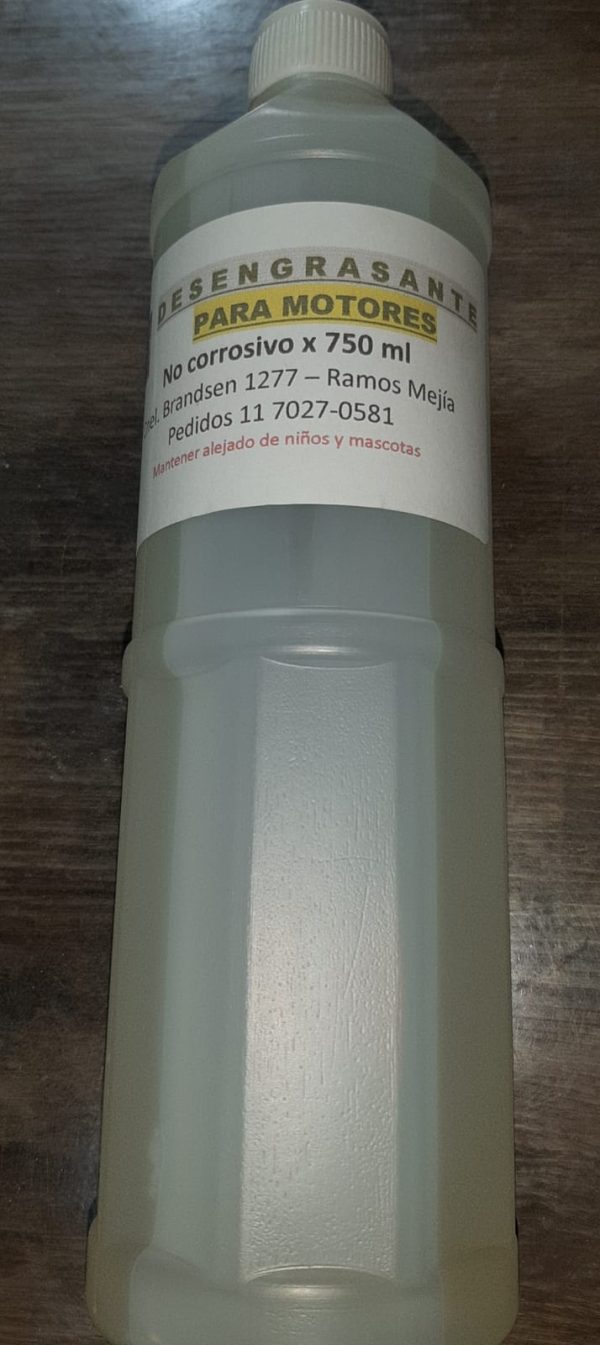 DESENGRASANTE
PARA MOTORES
No corrosivo x 750 ml
Brandsen 1277 – Ramos Mejía
Pedidos 11 7027-0581
Mantener alejado de niños y mascotas